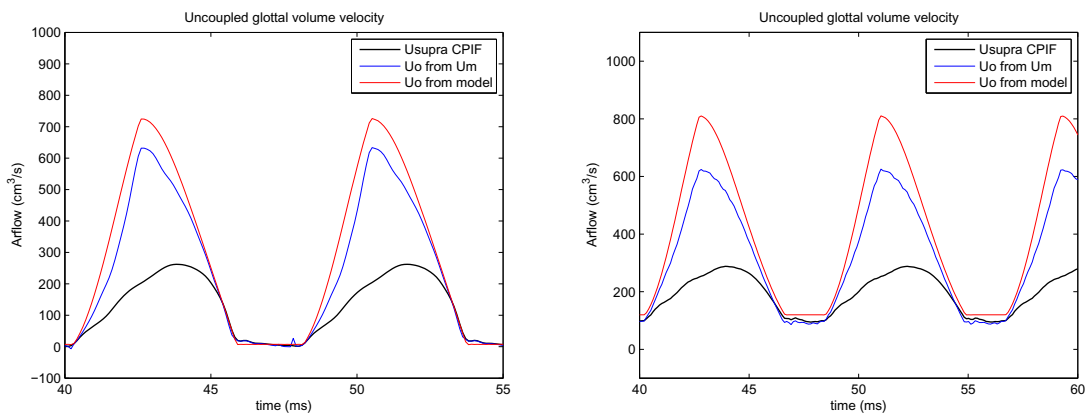 Uncoupled glottal volume velocity
1000
900
800
700
600
500
400
300
200
100
0
−100
Arflow (cm³/s)
40
45
50
55
time (ms)
Usupra CPIF
Uo from Um
Uo from model
Uncoupled glottal volume velocity
1000
800
600
400
200
0
Arflow (cm³/s)
40
45
50
55
60
time (ms)
Usupra CPIF
Uo from Um
Uo from model